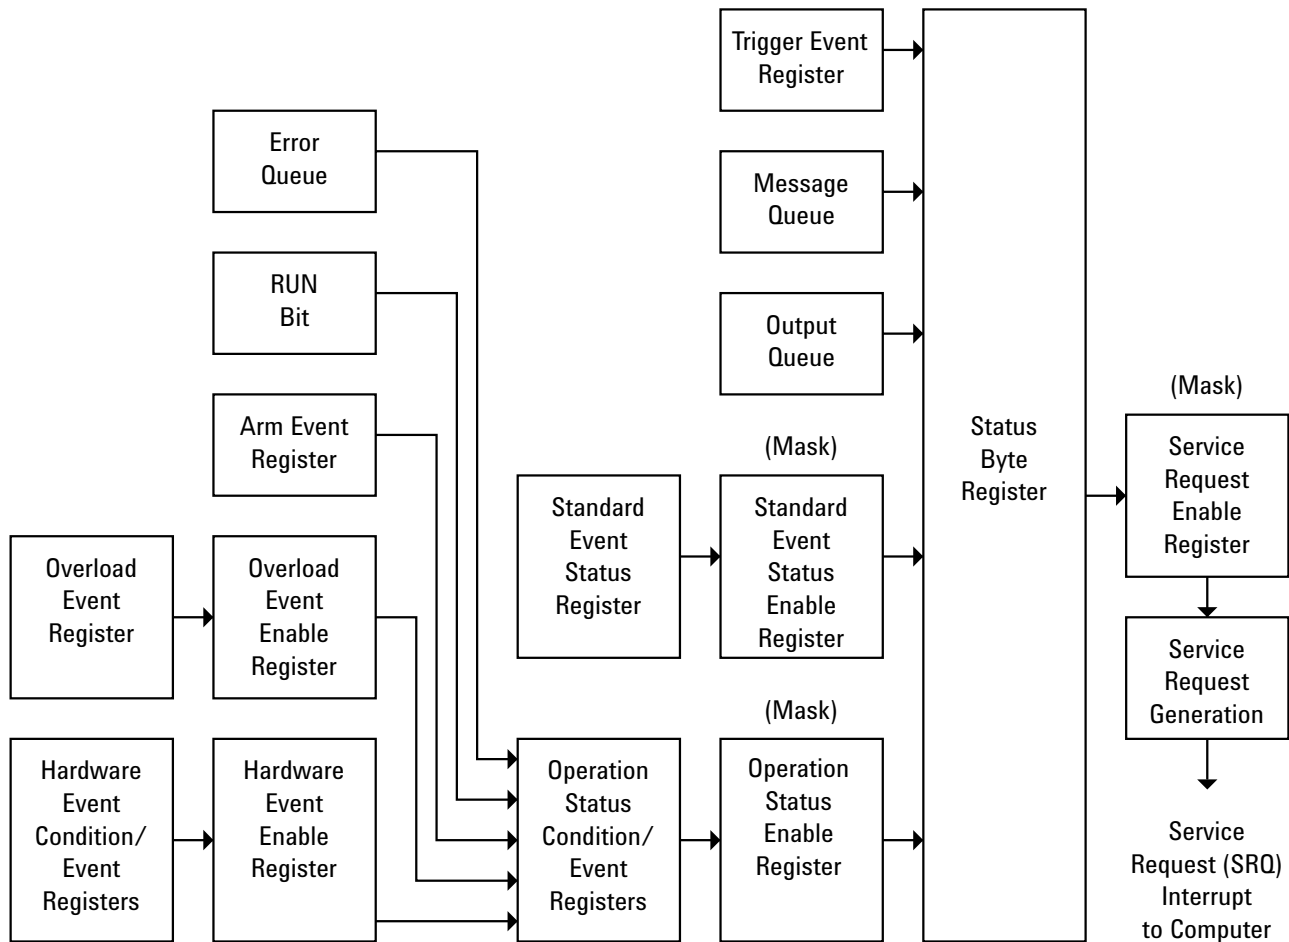 Trigger Event
Register
Error
Queue
Message
Queue
RUN
Bit
Output
Queue
Arm Event
Register
(Mask)
Standard
Event
Status
Register
Standard
Event
Status
Enable
Register
Status
Byte
Register
(Mask)
Service
Request
Enable
Register
Overload
Event
Register
Overload
Event
Enable
Register
Service
Request
Generation
(Mask)
Hardware
Event
Condition/
Event
Registers
Hardware
Event
Enable
Register
Operation
Status
Condition/
Event
Registers
Operation
Status
Enable
Register
Service
Request (SRQ)
Interrupt
to Computer